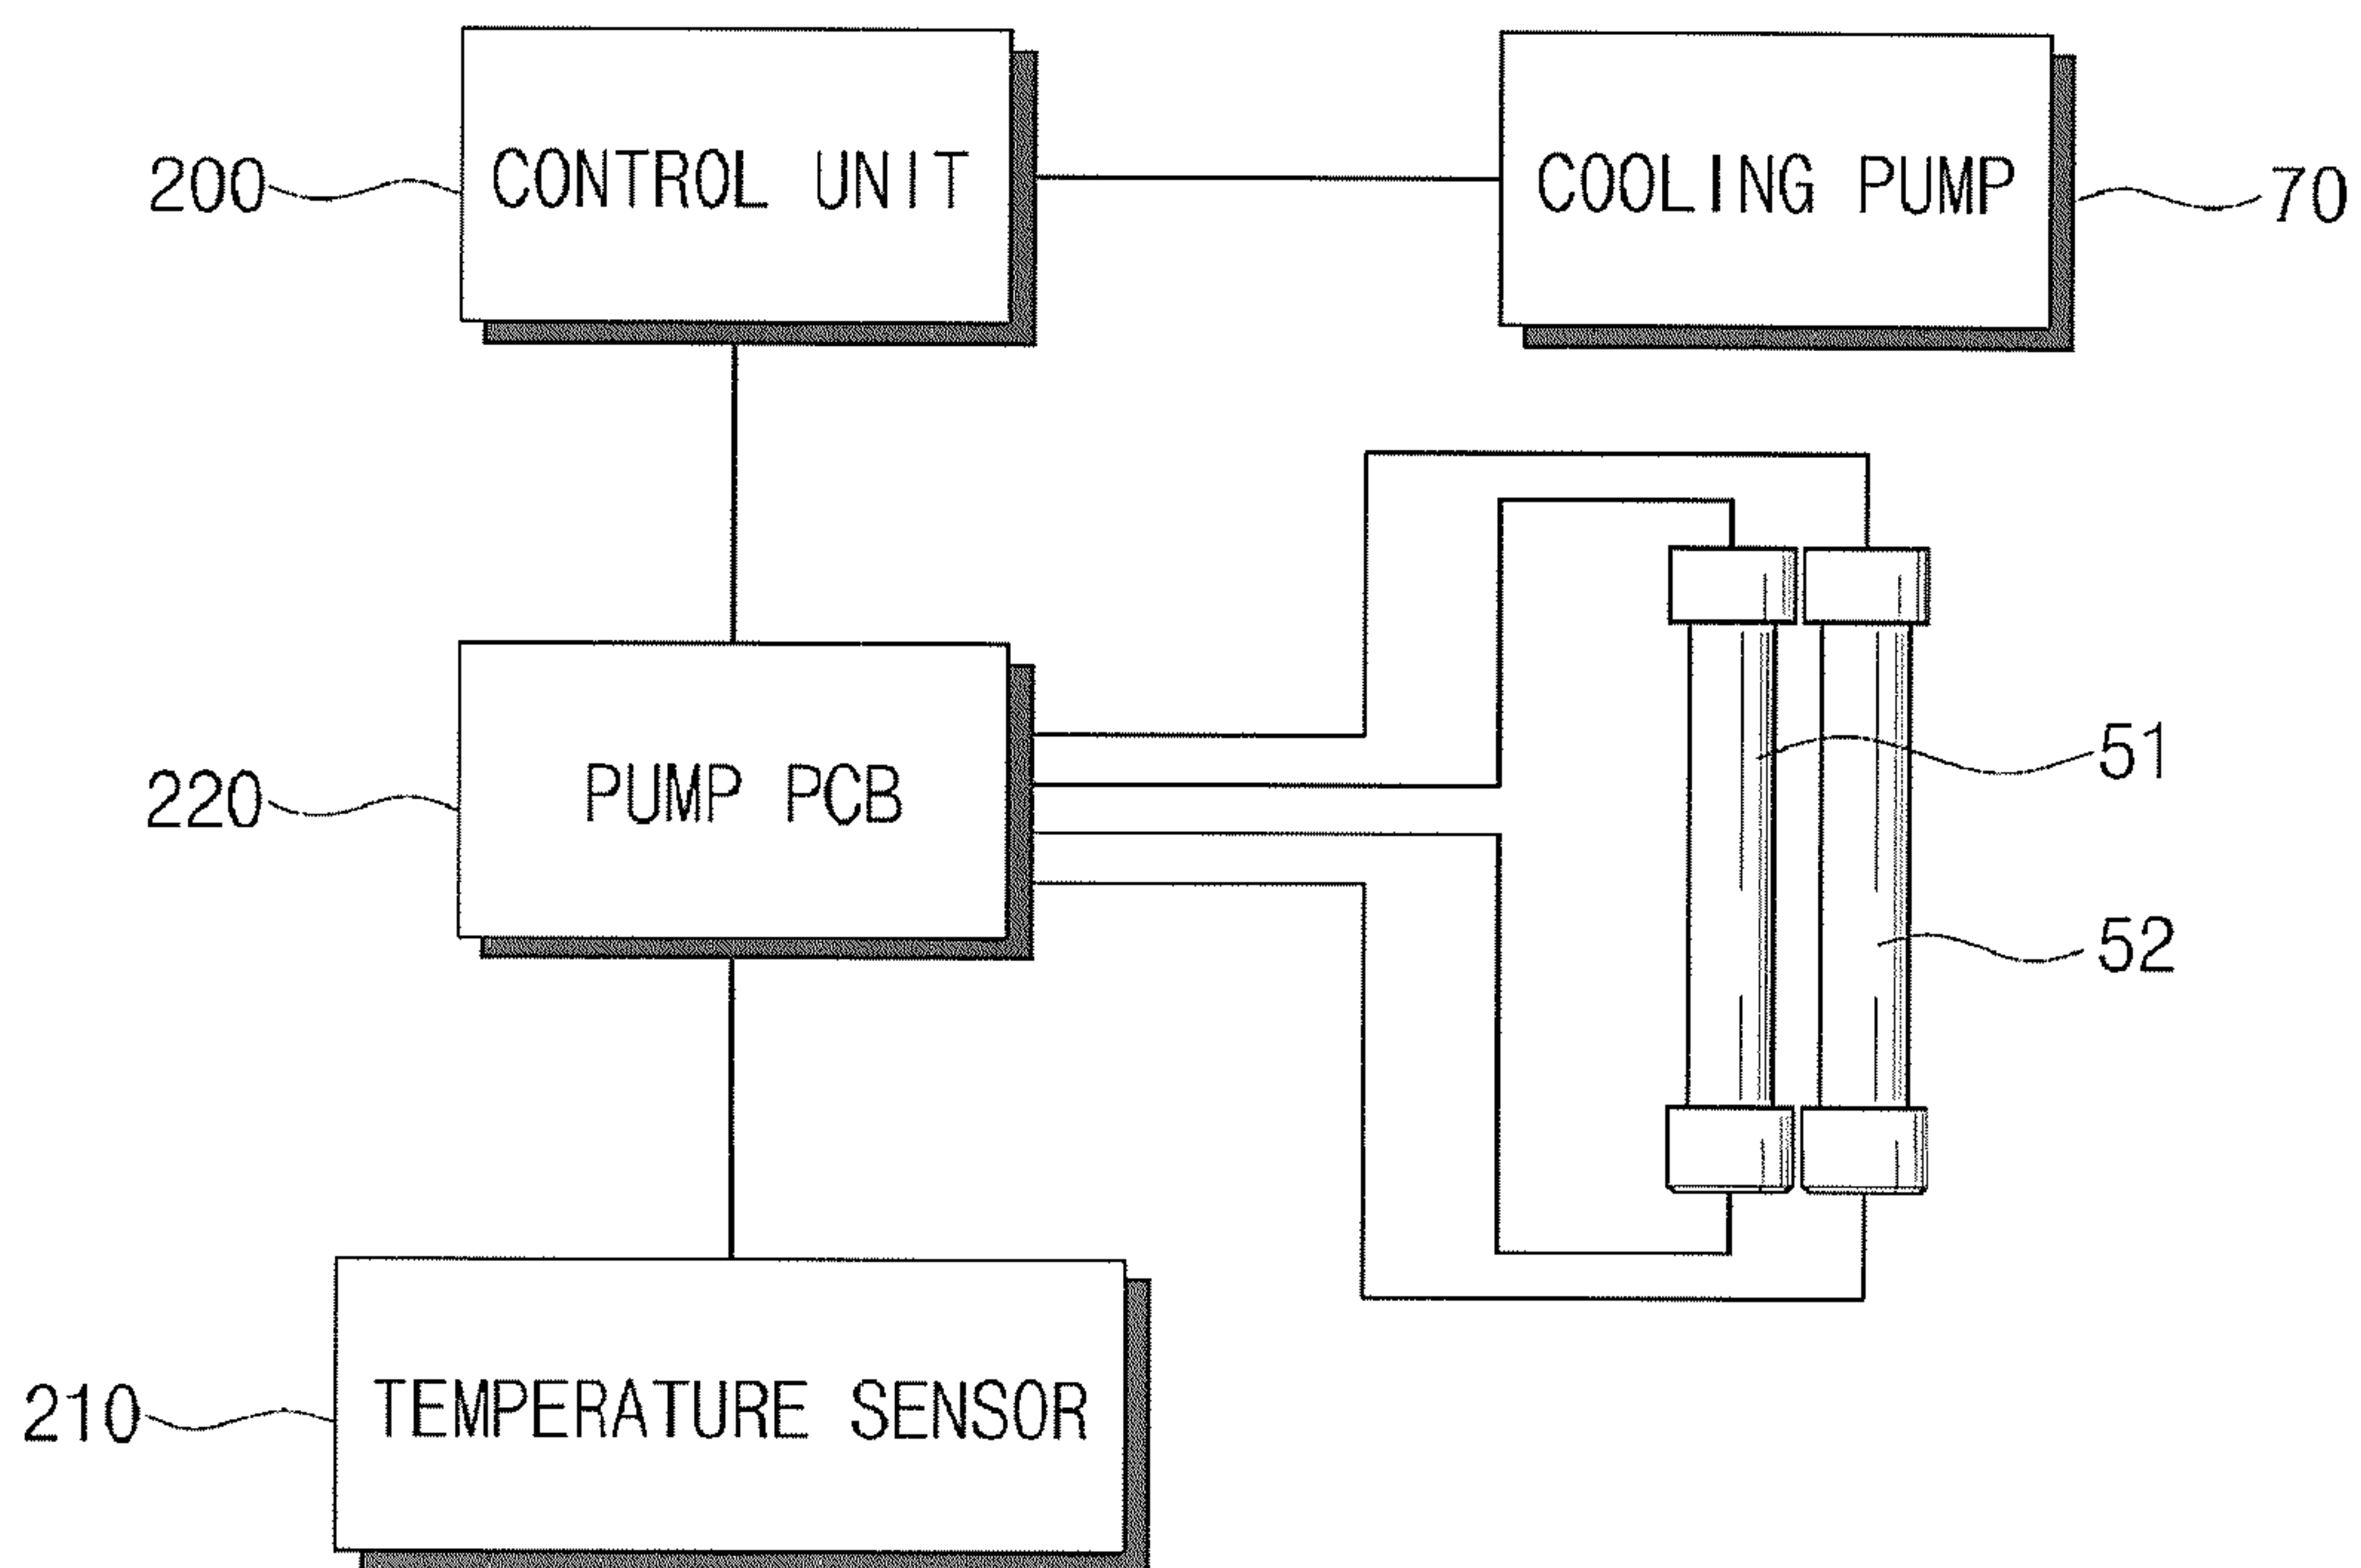 200
CONTROL UNIT
COOLING PUMP
70
220
PUMP PCB
51
52
210
TEMPERATURE SENSOR